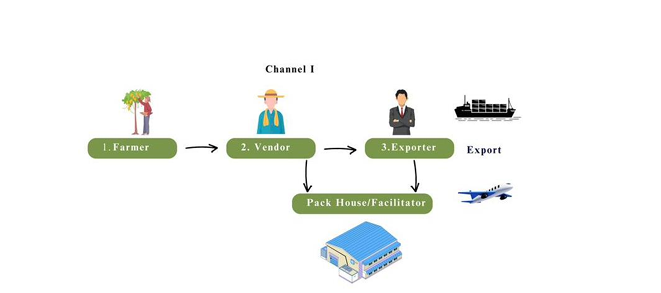 Channel I
1.Farmer
2. Vendor
3.Exporter
Export
Pack House/Facilitator